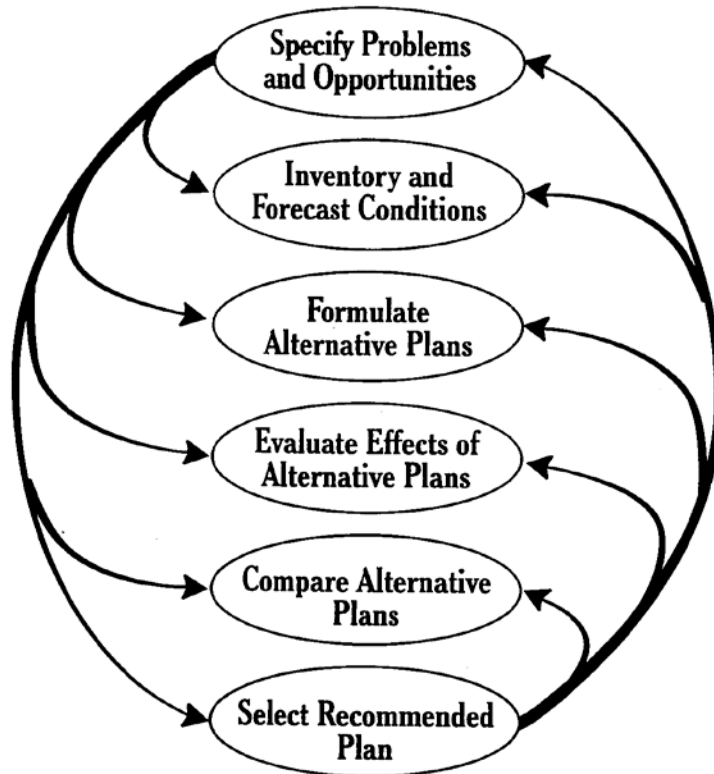 Specify Problems
and Opportunities
Inventory and
Forecast Conditions
Formulate
Alternative Plans
Evaluate Effects of
Alternative Plans
Compare Alternative
Plans
Select Recommended
Plan